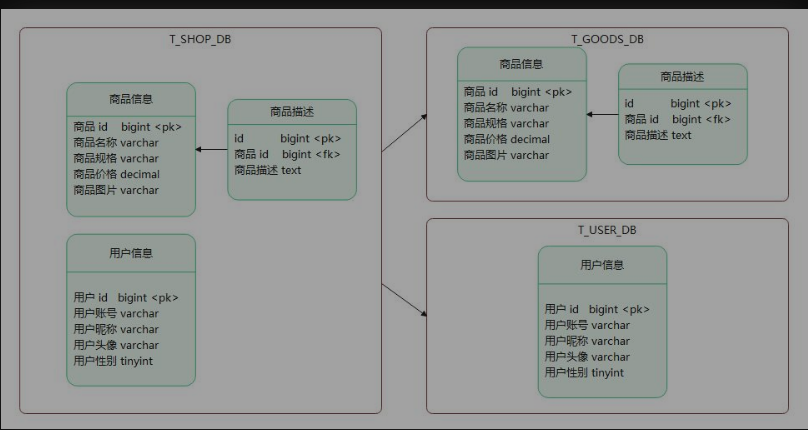 T_SHOP_DB
商品信息
商品 id bigint <pk>
商品名称 varchar
商品规格 varchar
商品价格 decimal
商品图片 varchar
商品描述
id bigint <pk>
商品 id bigint <fk>
商品描述 text
用户信息
用户 id bigint <pk>
用户账号 varchar
用户昵称 varchar
用户头像 varchar
用户性别 tinyint
T_GOODS_DB
商品信息
商品 id bigint <pk>
商品名称 varchar
商品规格 varchar
商品价格 decimal
商品图片 varchar
商品描述
id bigint <pk>
商品 id bigint <fk>
商品描述 text
T_USER_DB
用户信息
用户 id bigint <pk>
用户账号 varchar
用户昵称 varchar
用户头像 varchar
用户性别 tinyint